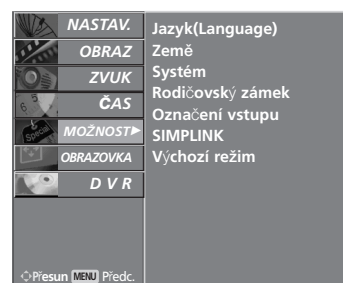 NASTAV.
OBRAZ
ZVUK
ČAS
MOŽNOST
OBRAZOVKA
D V R
Jazyk(Language)
Země
Systém
Rodičovský zámek
Označení vstupu
SIMPLINK
Výchozí režim
Přesun MENU Předc.